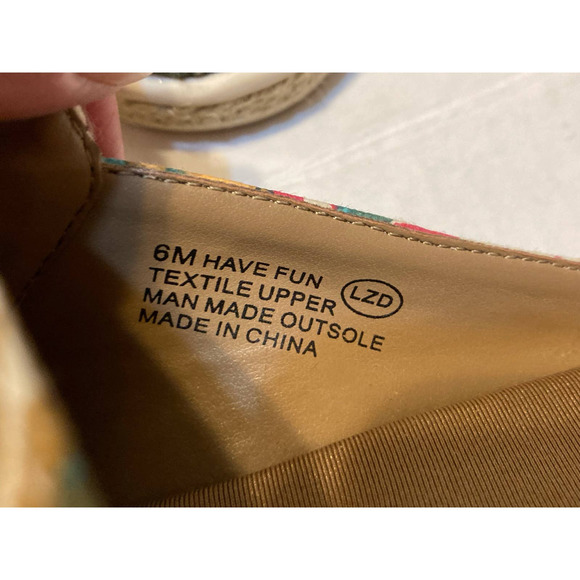 6M HAVE FUN
TEXTILE UPPER
LZD
MAN MADE OUTSOLE
MADE IN CHINA